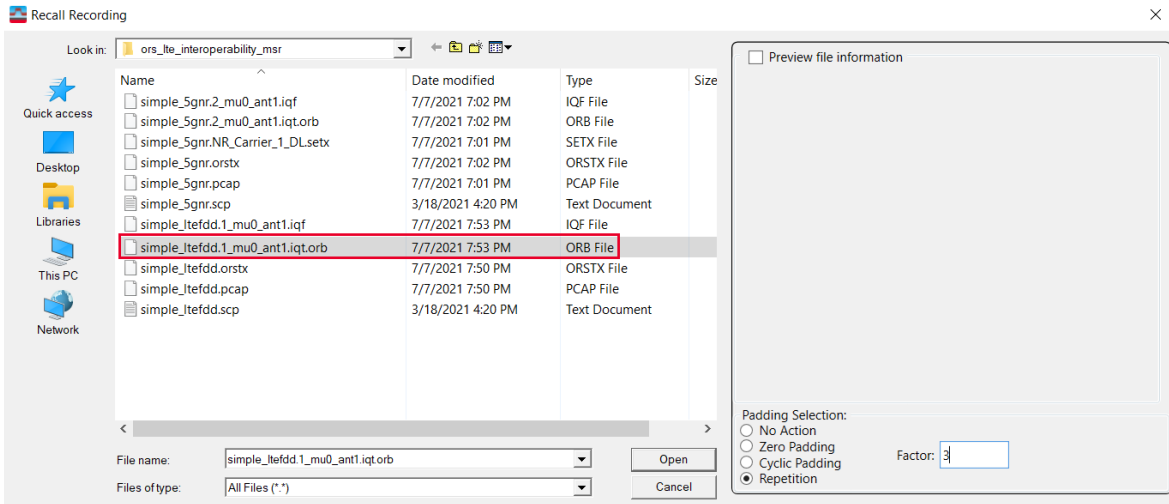 Recall Recording
Look in: ors_lte_interoperability_msr
Quick access
Desktop
Libraries
This PC
Network
Name Date modified Type Size
simple_5gnr.2_mu0_ant1.iqf 7/7/2021 7:02 PM IQF File
simple_5gnr.2_mu0_ant1.iqt.orb 7/7/2021 7:02 PM ORB File
simple_5gnr.NR_Carrier_1_DL.setx 7/7/2021 7:01 PM SETX File
simple_5gnr.orstx 7/7/2021 7:02 PM ORSTX File
simple_5gnr.pcap 7/7/2021 7:01 PM PCAP File
simple_5gnr.scp 3/18/2021 4:20 PM Text Document
simple_ltefdd.1_mu0_ant1.iqf 7/7/2021 7:53 PM IQF File
simple_ltefdd.1_mu0_ant1.iqt.orb 7/7/2021 7:53 PM ORB File
simple_ltefdd.orstx 7/7/2021 7:50 PM ORSTX File
simple_ltefdd.pcap 7/7/2021 7:50 PM PCAP File
simple_ltefdd.scp 3/18/2021 4:20 PM Text Document
File name: simple_ltefdd.1_mu0_ant1.iqt.orb Open
Files of type: All Files (*.*) Cancel
Preview file information
Padding Selection:
No Action
Zero Padding
Cyclic Padding
Repetition
Factor: 3